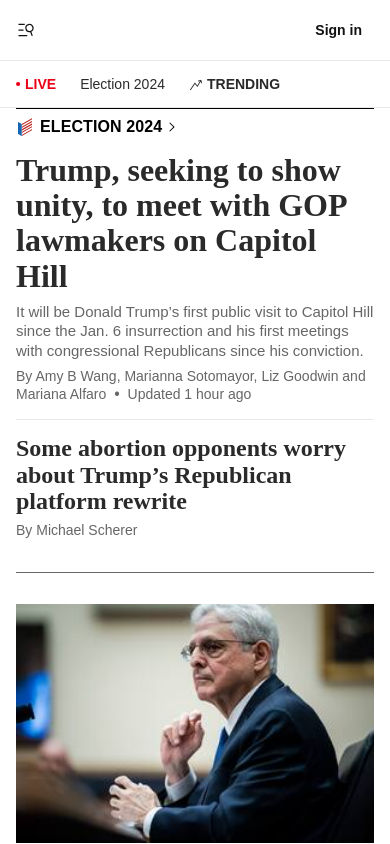 Sign in
LIVE
Election 2024
TRENDING
ELECTION 2024
Trump, seeking to show
unity, to meet with GOP
lawmakers on Capitol
Hill
It will be Donald Trump’s first public visit to Capitol Hill
since the Jan. 6 insurrection and his first meetings
with congressional Republicans since his conviction.
By Amy B Wang, Marianna Sotomayor, Liz Goodwin and
Mariana Alfaro • Updated 1 hour ago
Some abortion opponents worry
about Trump’s Republican
platform rewrite
By Michael Scherer